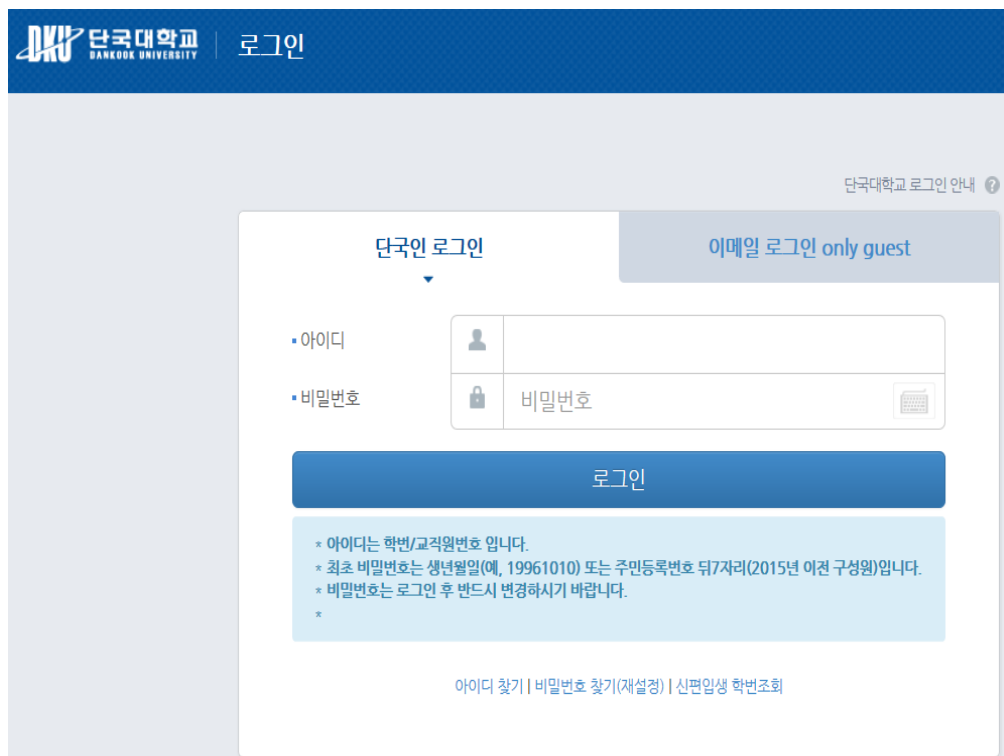 DKU 단국대학교
DANKOOK UNIVERSITY
로그인
단국대학교 로그인 안내 ?
단국인 로그인
이메일 로그인 only guest
아이디
비밀번호
비밀번호
로그인
* 아이디는 학번/교직원번호 입니다.
* 최초 비밀번호는 생년월일(예, 19961010) 또는 주민등록번호 뒤7자리(2015년 이전 구성원)입니다.
* 비밀번호는 로그인 후 반드시 변경하시기 바랍니다.
*
아이디 찾기 | 비밀번호 찾기(재설정) | 신편입생 학번조회